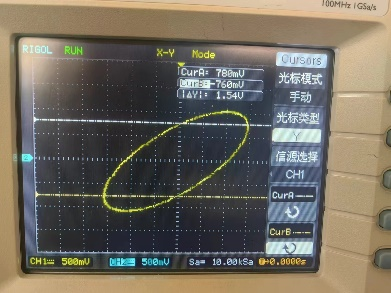 100MHz 1GSa/s
RIGOL RUN X-Y Mode
Cursors
CurA: 780mV
CurB:-760mV
|ΔY|: 1.54V
光标模式
手动
光标类型
Y
信源选择
CH1
CurA
CurB
CH1 500mV CH2 500mV Sa= 10.00kSa +0.0000s